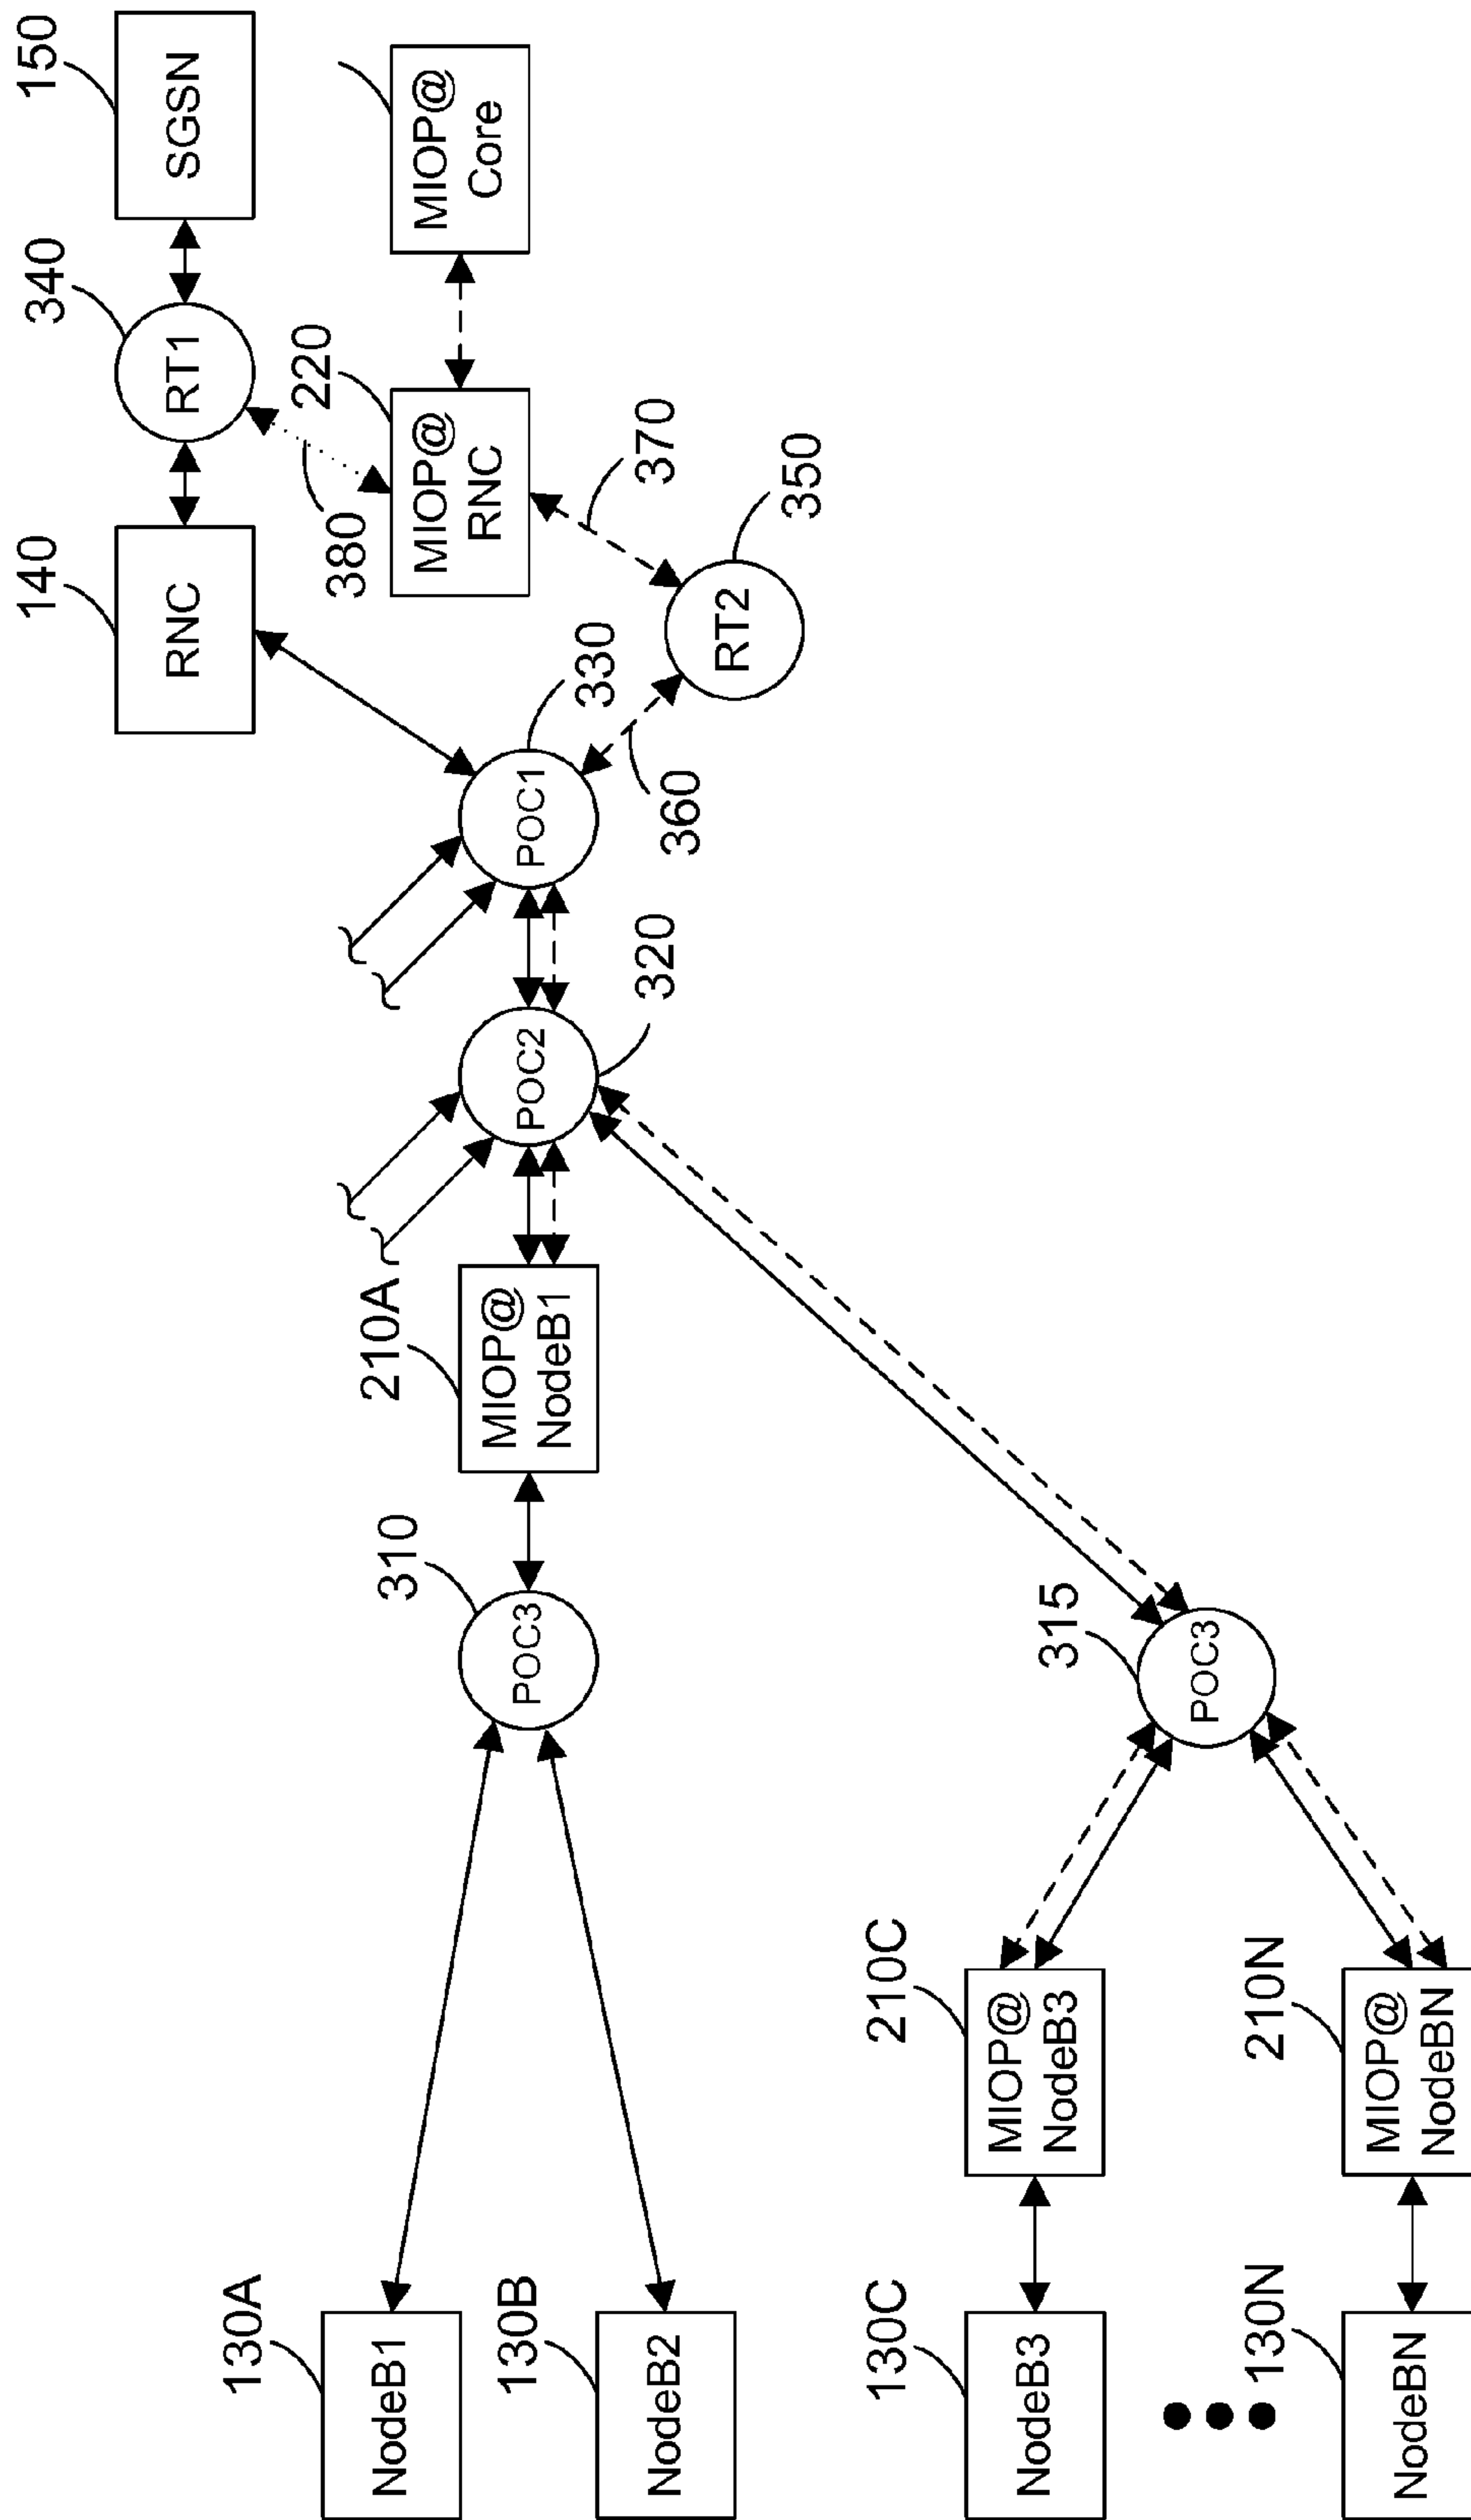 130A
NodeB1
130B
NodeB2
130C
NodeB3
130N
NodeBN
210C
MIOP@
NodeB3
210N
MIOP@
NodeBN
310
POC3
315
POC3
210A
MIOP@
NodeB1
POC2
320
POC1
330
360
RT2
350
370
140
RNC
380
MIOP@
RNC
220
RT1
340
SGSN
150
MIOP@
Core